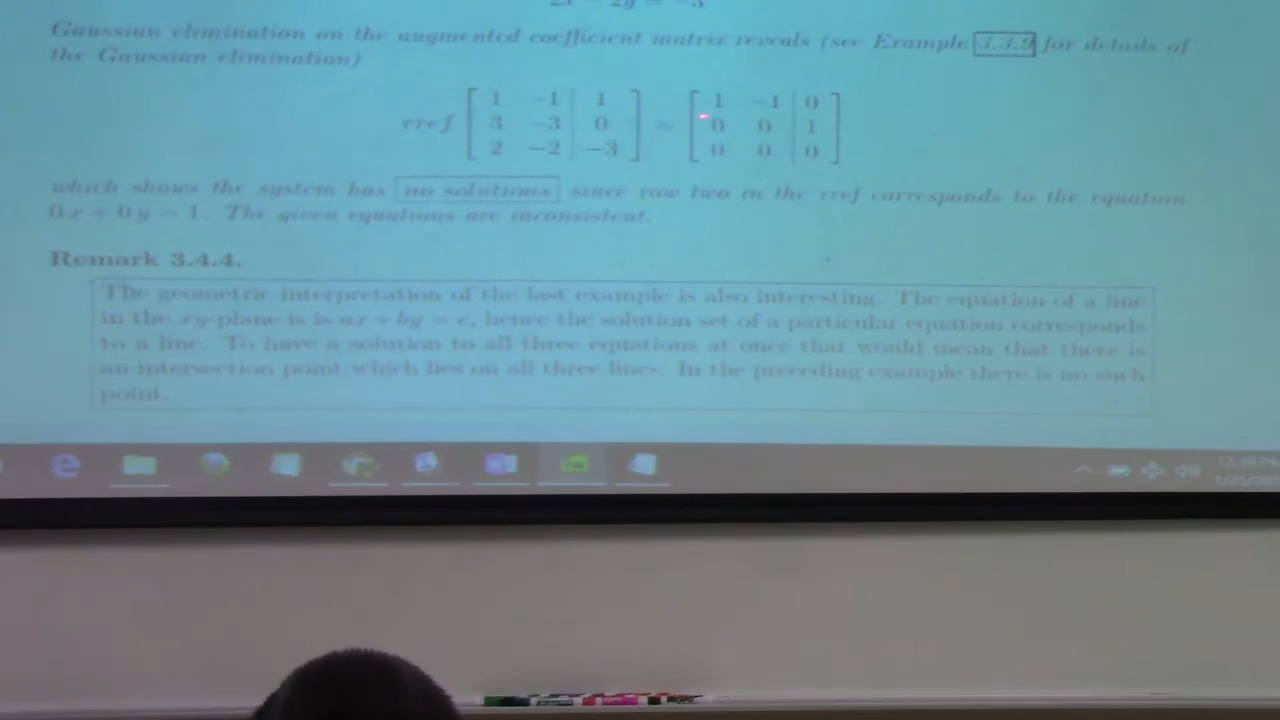 2x − 2y = −3
Gaussian elimination on the augmented coefficient matrix reveals (see Example 3.3.9 for details of
the Gaussian elimination)
rref [ 1 −1 | 1 ] = [ 1 −1 | 0 ]
[ 3 −3 | 0 ] [ 0 0 | 1 ]
[ 2 −2 | −3 ] [ 0 0 | 0 ]
which shows the system has no solutions since row two in the rref corresponds to the equation
0x + 0y = 1. The given equations are inconsistent.
Remark 3.4.4.
The geometric interpretation of the last example is also interesting. The equation of a line
in the xy-plane is is ax + by = c, hence the solution set of a particular equation corresponds
to a line. To have a solution to all three equations at once that would mean that there is
an intersection point which lies on all three lines. In the preceding example there is no such
point.
12:39 PM